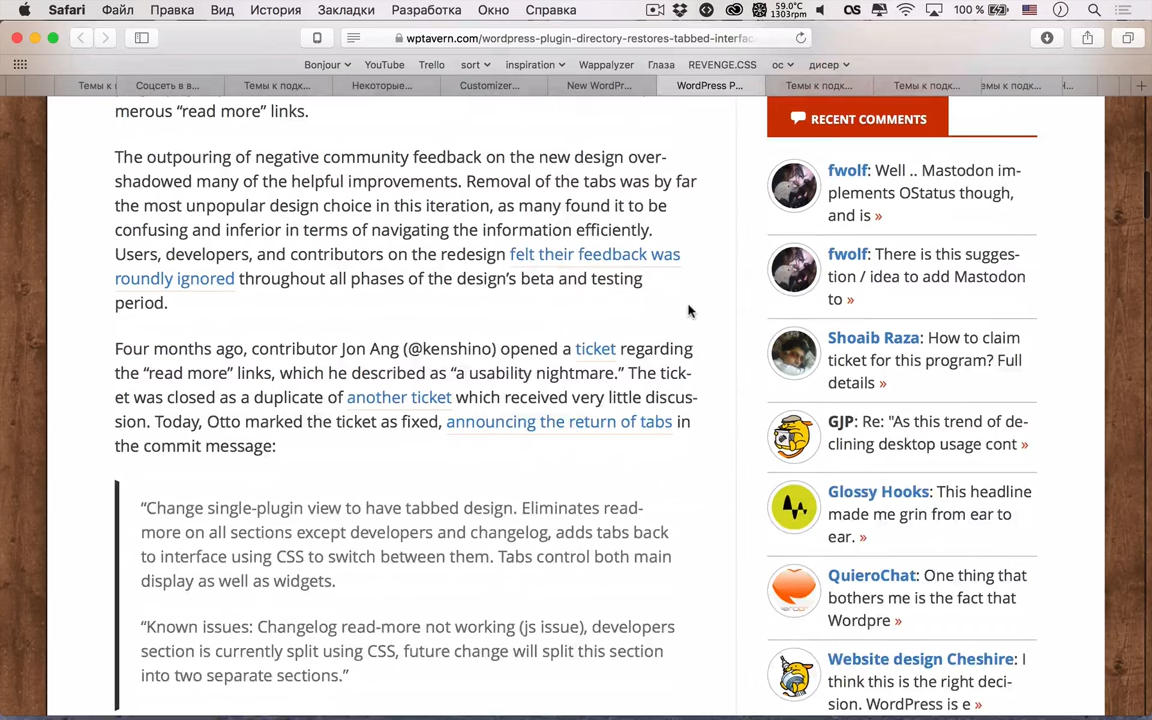 Safari Файл Правка Вид История Закладки Разработка Окно Справка 59.0°C 1303rpm 100 %
wptavern.com/wordpress-plugin-directory-restores-tabbed-interfac
Bonjour YouTube Trello sort inspiration Wappalyzer Глаза REVENGE.CSS ос дисер
Темы к Соцсеть в в... Темы к подк... Некоторые... Customizer... New WordPr... WordPress P... Темы к подк... Темы к подк... емы к подк...
merous “read more” links.
The outpouring of negative community feedback on the new design over-
shadowed many of the helpful improvements. Removal of the tabs was by far
the most unpopular design choice in this iteration, as many found it to be
confusing and inferior in terms of navigating the information efficiently.
Users, developers, and contributors on the redesign felt their feedback was
roundly ignored throughout all phases of the design’s beta and testing
period.
Four months ago, contributor Jon Ang (@kenshino) opened a ticket regarding
the “read more” links, which he described as “a usability nightmare.” The tick-
et was closed as a duplicate of another ticket which received very little discus-
sion. Today, Otto marked the ticket as fixed, announcing the return of tabs in
the commit message:
“Change single-plugin view to have tabbed design. Eliminates read-
more on all sections except developers and changelog, adds tabs back
to interface using CSS to switch between them. Tabs control both main
display as well as widgets.
“Known issues: Changelog read-more not working (js issue), developers
section is currently split using CSS, future change will split this section
into two separate sections.”
RECENT COMMENTS
fwolf: Well .. Mastodon im-
plements OStatus though,
and is »
fwolf: There is this sugges-
tion / idea to add Mastodon
to »
Shoaib Raza: How to claim
ticket for this program? Full
details »
GJP: Re: "As this trend of de-
clining desktop usage cont »
Glossy Hooks: This headline
made me grin from ear to
ear. »
QuieroChat: One thing that
bothers me is the fact that
Wordpre »
Website design Cheshire: I
think this is the right deci-
sion. WordPress is e »